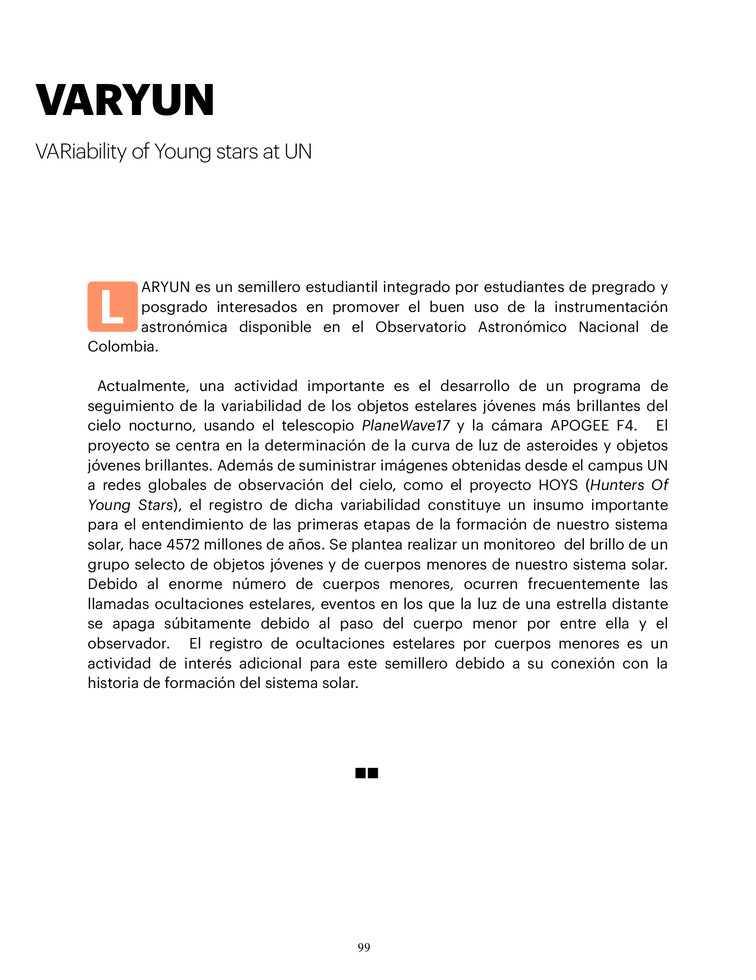 VARYUN
VARiability of Young stars at UN
LARYUN es un semillero estudiantil integrado por estudiantes de pregrado y
posgrado interesados en promover el buen uso de la instrumentación
astronómica disponible en el Observatorio Astronómico Nacional de
Colombia.
Actualmente, una actividad importante es el desarrollo de un programa de
seguimiento de la variabilidad de los objetos estelares jóvenes más brillantes del
cielo nocturno, usando el telescopio PlaneWave17 y la cámara APOGEE F4. El
proyecto se centra en la determinación de la curva de luz de asteroides y objetos
jóvenes brillantes. Además de suministrar imágenes obtenidas desde el campus UN
a redes globales de observación del cielo, como el proyecto HOYS (Hunters Of
Young Stars), el registro de dicha variabilidad constituye un insumo importante
para el entendimiento de las primeras etapas de la formación de nuestro sistema
solar, hace 4572 millones de años. Se plantea realizar un monitoreo del brillo de un
grupo selecto de objetos jóvenes y de cuerpos menores de nuestro sistema solar.
Debido al enorme número de cuerpos menores, ocurren frecuentemente las
llamadas ocultaciones estelares, eventos en los que la luz de una estrella distante
se apaga súbitamente debido al paso del cuerpo menor por entre ella y el
observador. El registro de ocultaciones estelares por cuerpos menores es un
actividad de interés adicional para este semillero debido a su conexión con la
historia de formación del sistema solar.
99